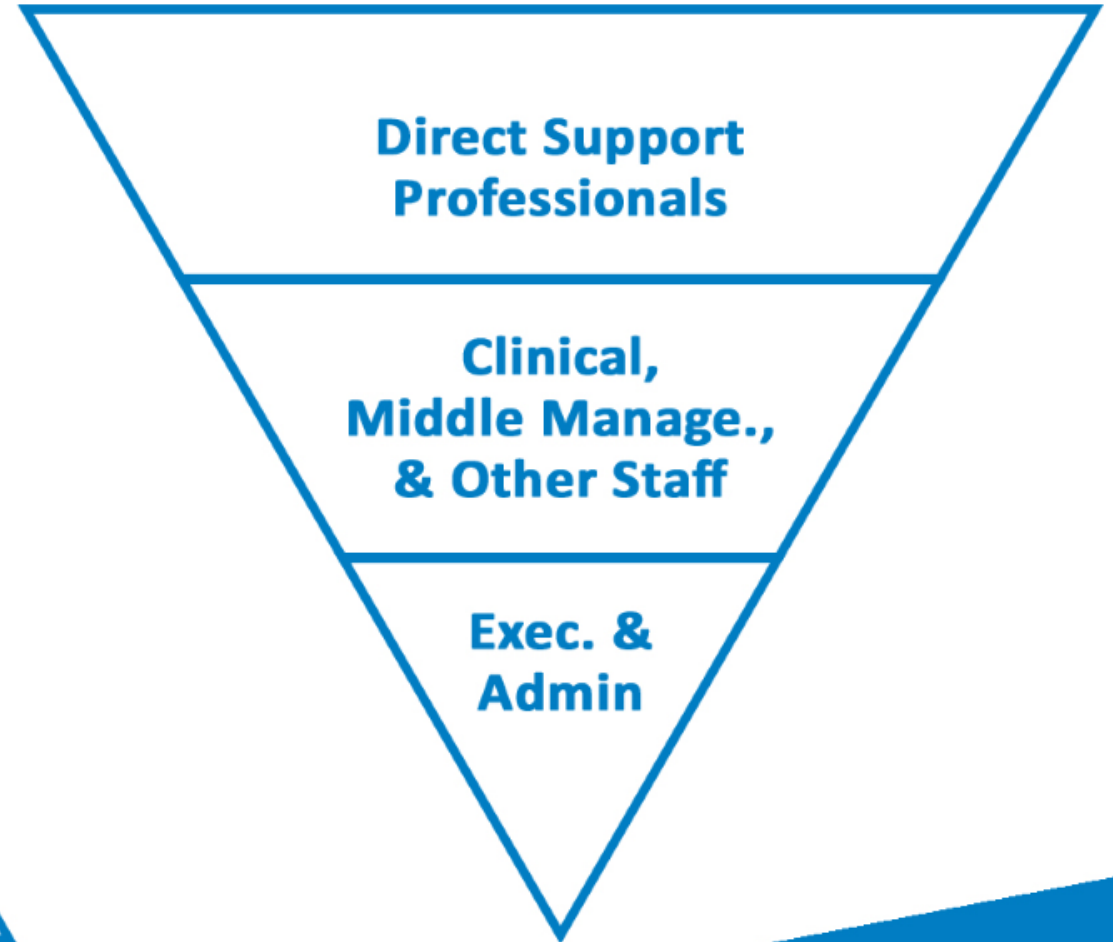 Direct Support
Professionals
Clinical,
Middle Manage.,
& Other Staff
Exec. &
Admin